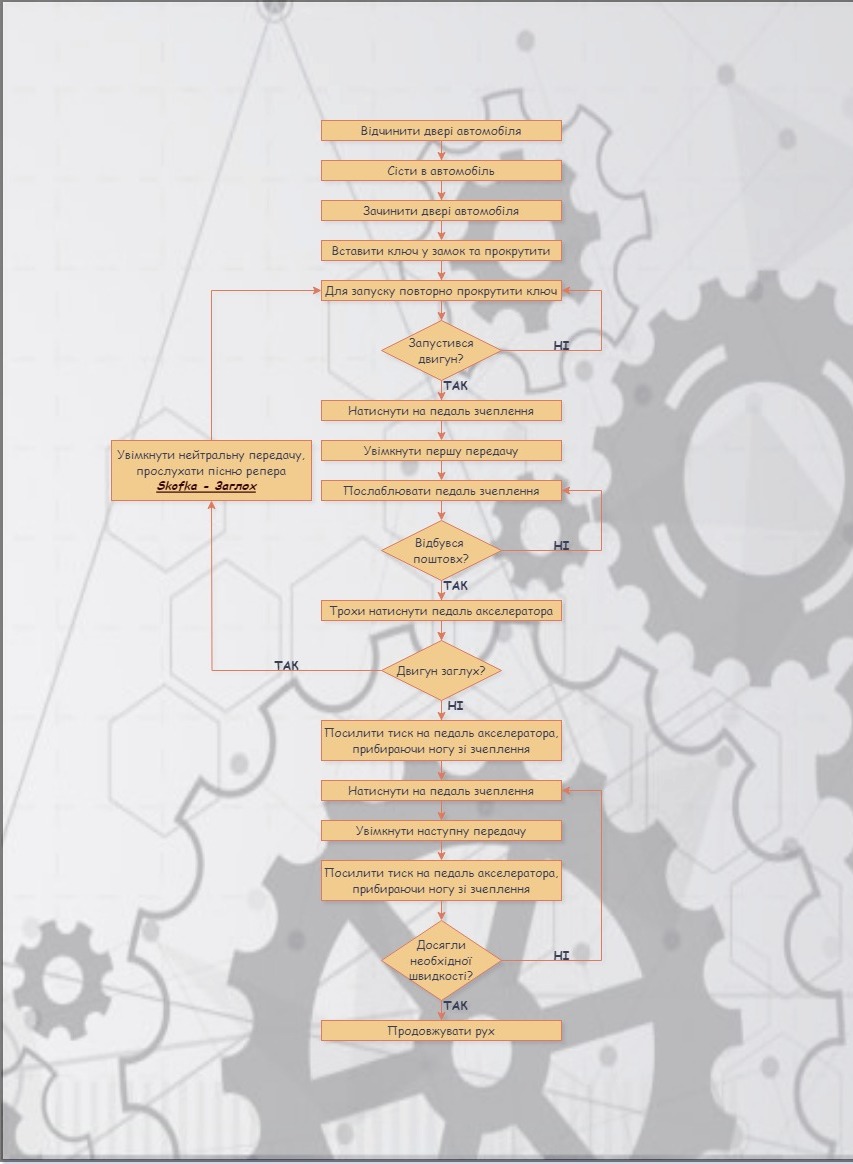 Відчинити двері автомобіля
Сісти в автомобіль
Зачинити двері автомобіля
Вставити ключ у замок та прокрутити
Для запуску повторно прокрутити ключ
Запустився
двигун?
НІ
ТАК
Натиснути на педаль зчеплення
Увімкнути першу передачу
Увімкнути нейтральну передачу,
прослухати пісню репера
Skofka - Заглох
Послаблювати педаль зчеплення
Відбувся
поштовх?
НІ
ТАК
Трохи натиснути педаль акселератора
Двигун заглух?
ТАК
НІ
Посилити тиск на педаль акселератора,
прибираючи ногу зі зчеплення
Натиснути на педаль зчеплення
Увімкнути наступну передачу
Посилити тиск на педаль акселератора,
прибираючи ногу зі зчеплення
Досягли
необхідної
швидкості?
НІ
ТАК
Продовжувати рух